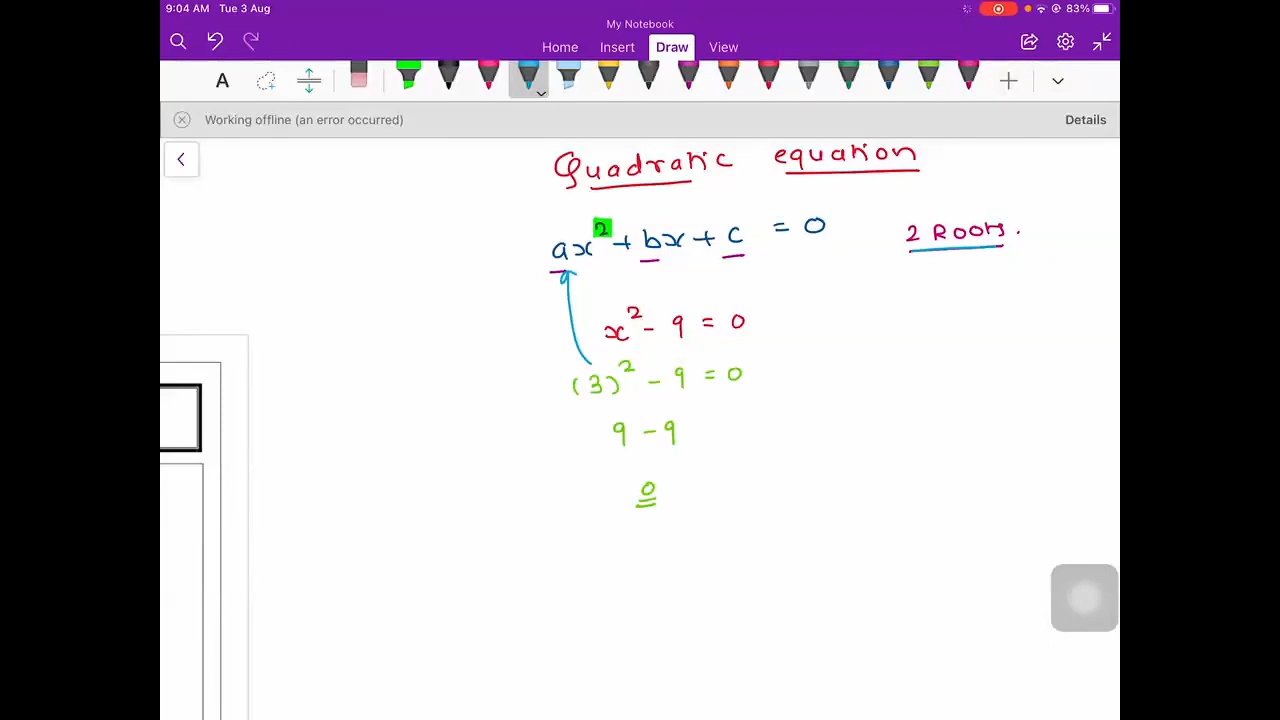 9:04 AM Tue 3 Aug 83%
My Notebook
Home Insert Draw View
A
Working offline (an error occurred) Details
Quadratic equation
ax² + bx + c = 0 2 Roots.
x² - 9 = 0
(3)² - 9 = 0
9 - 9
0